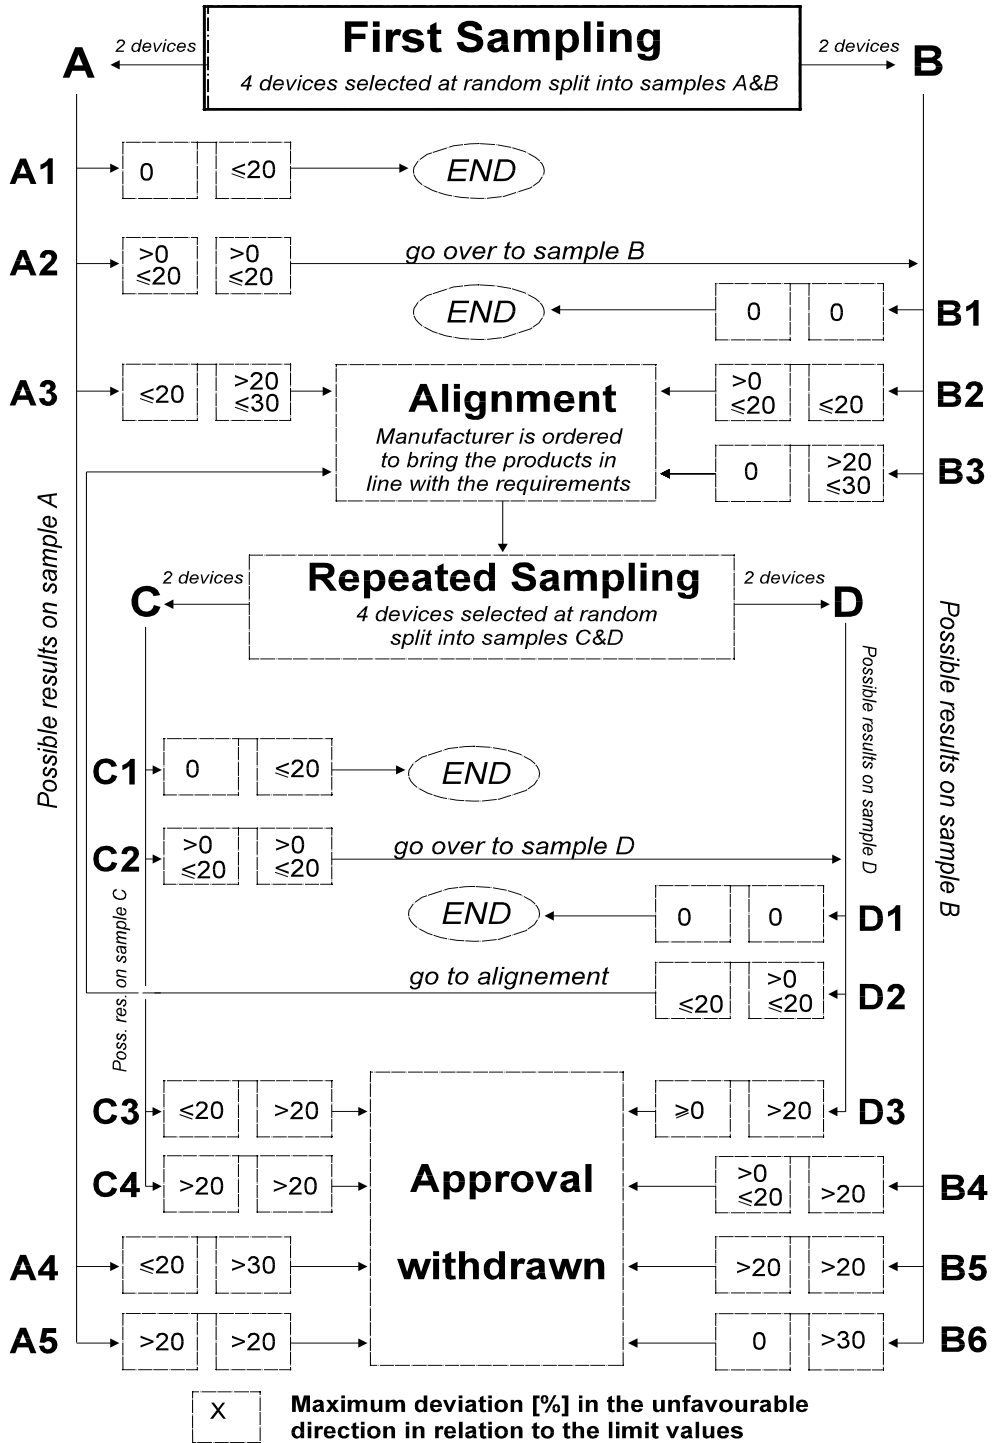 First Sampling
4 devices selected at random split into samples A&B
A
2 devices
2 devices
B
A1
0
⩽20
END
A2
>0
⩽20
>0
⩽20
go over to sample B
END
0
0
B1
A3
⩽20
>20
⩽30
Alignment
Manufacturer is ordered
to bring the products in
line with the requirements
>0
⩽20
⩽20
B2
0
>20
⩽30
B3
Possible results on sample A
Possible results on sample B
C
2 devices
Repeated Sampling
4 devices selected at random
split into samples C&D
2 devices
D
Possible results on sample D
C1
0
⩽20
END
C2
>0
⩽20
>0
⩽20
go over to sample D
Poss. res. on sample C
END
0
0
D1
go to alignement
⩽20
>0
⩽20
D2
C3
⩽20
>20
Approval
withdrawn
⩾0
>20
D3
C4
>20
>20
>0
⩽20
>20
B4
A4
⩽20
>30
>20
>20
B5
A5
>20
>20
0
>30
B6
X
Maximum deviation [%] in the unfavourable
direction in relation to the limit values